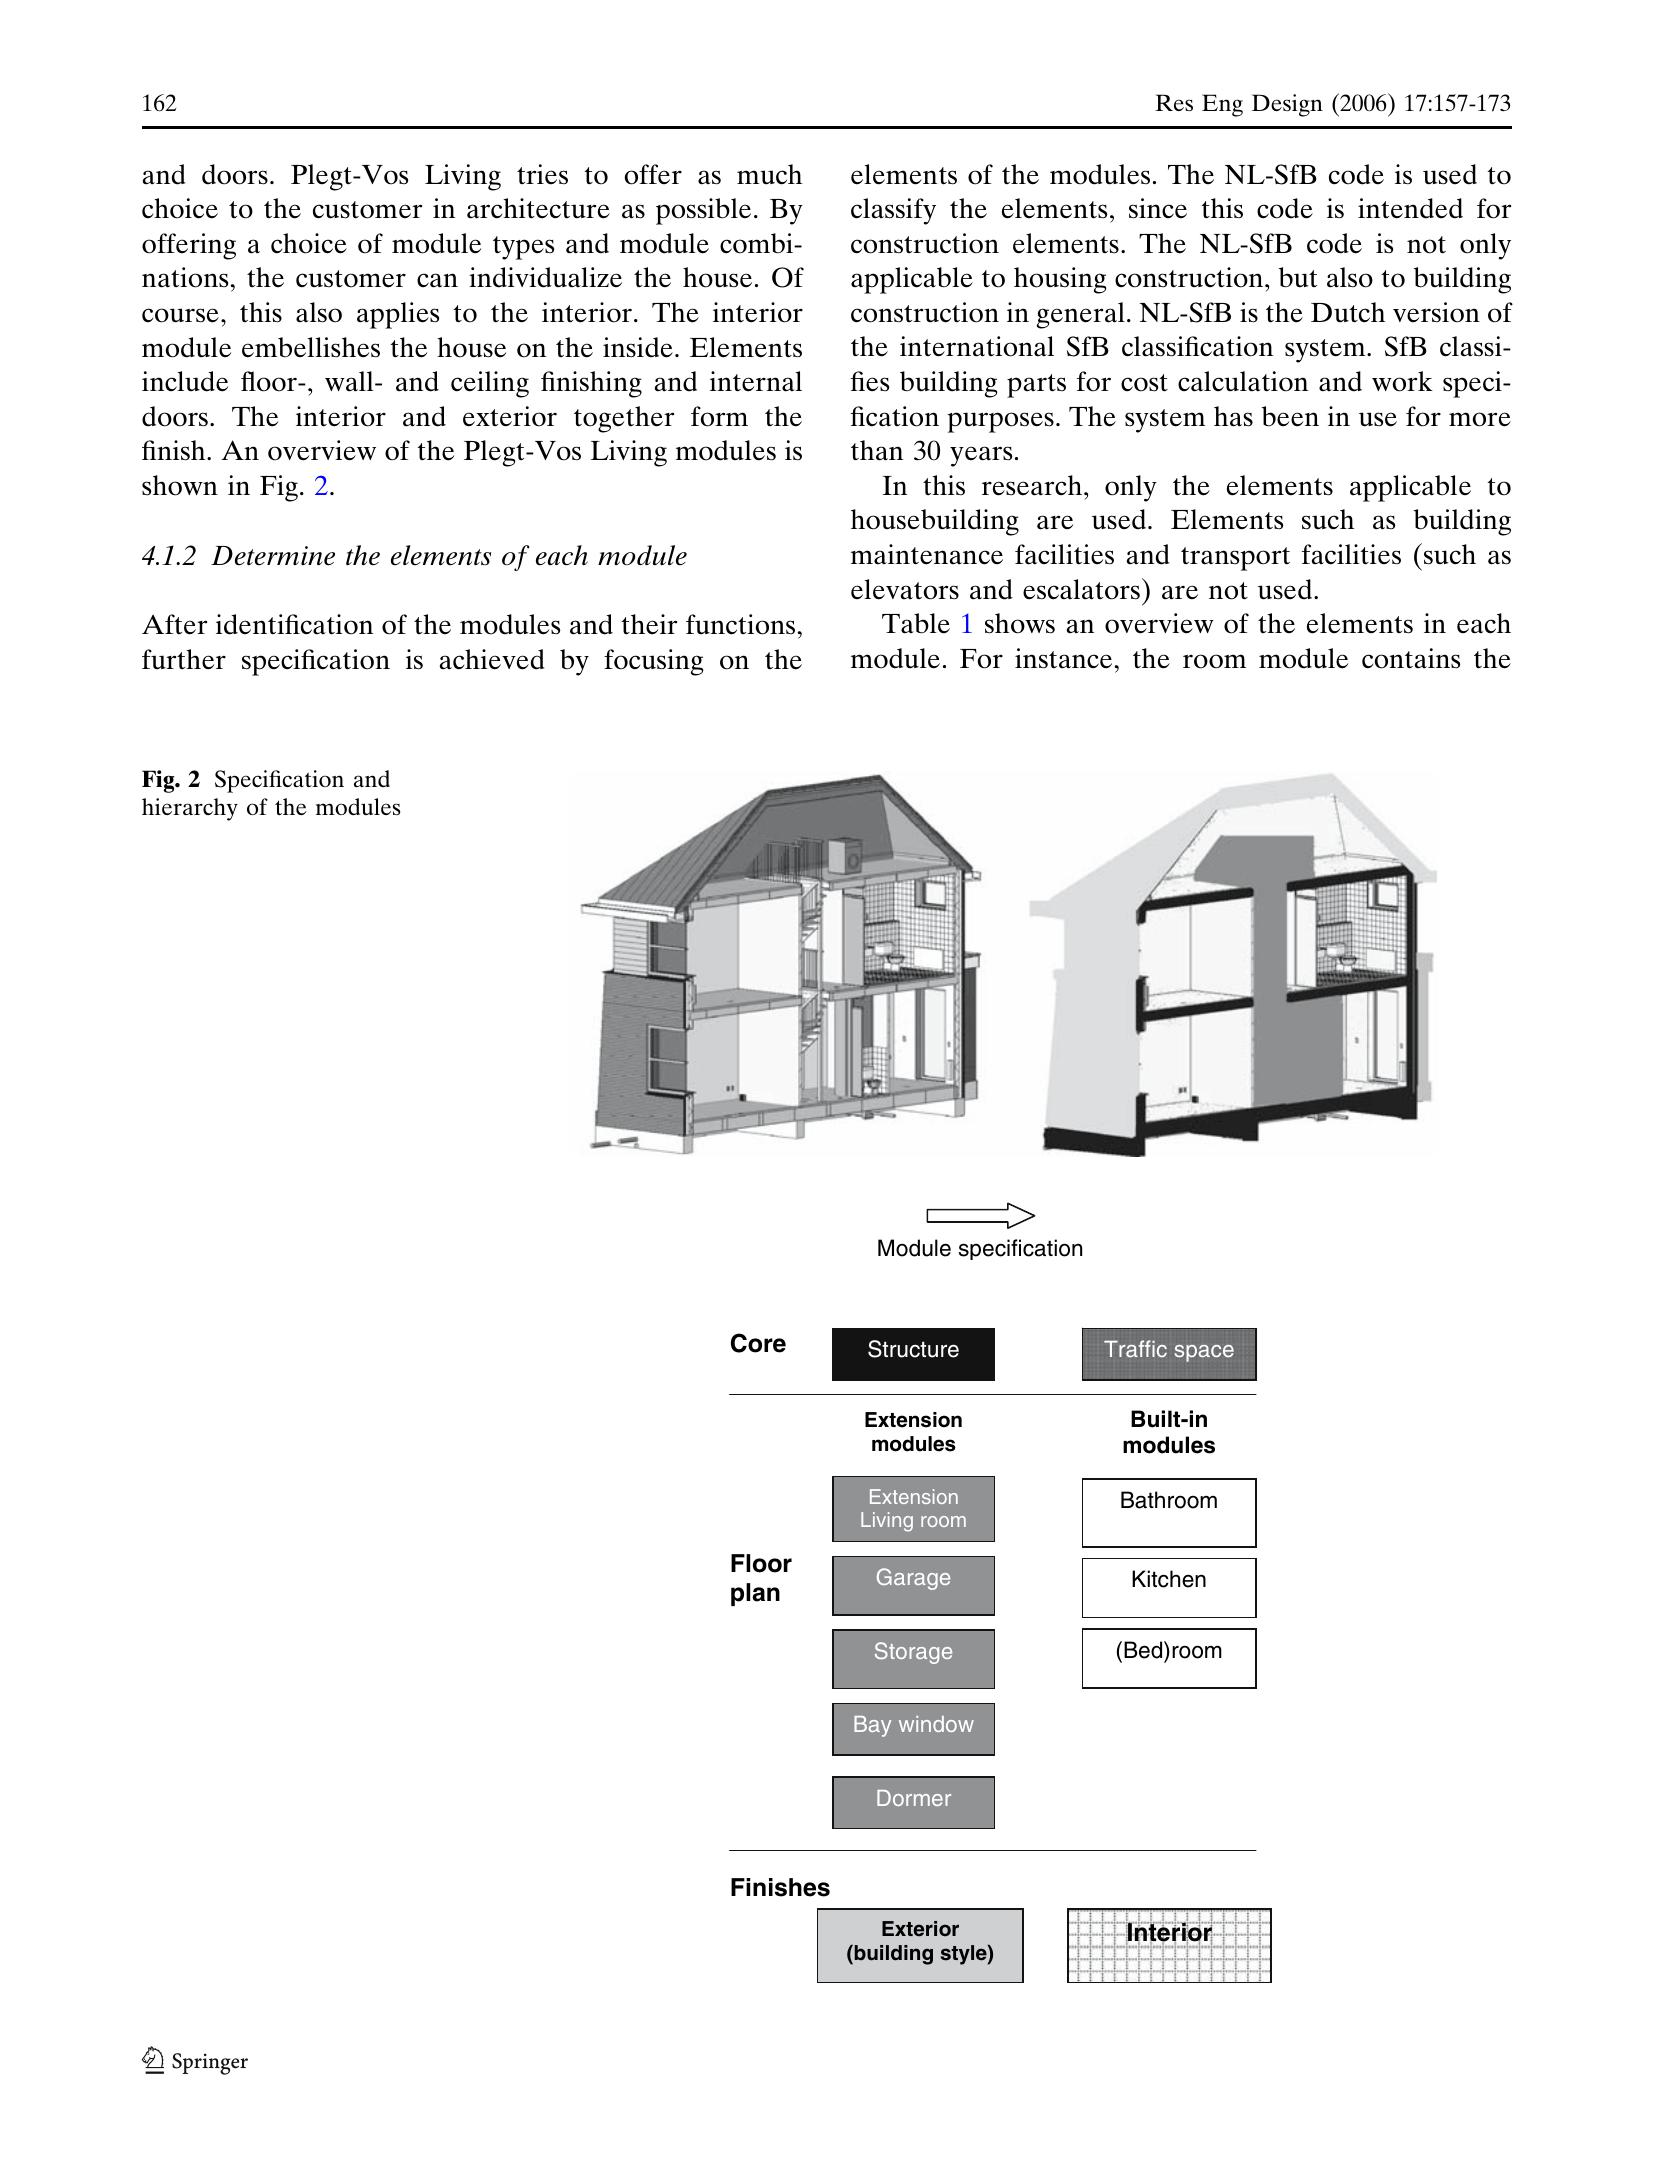 162
Res Eng Design (2006) 17:157-173
and doors. Plegt-Vos Living tries to offer as much
choice to the customer in architecture as possible. By
offering a choice of module types and module combi-
nations, the customer can individualize the house. Of
course, this also applies to the interior. The interior
module embellishes the house on the inside. Elements
include floor-, wall- and ceiling finishing and internal
doors. The interior and exterior together form the
finish. An overview of the Plegt-Vos Living modules is
shown in Fig. 2.
4.1.2 Determine the elements of each module
After identification of the modules and their functions,
further specification is achieved by focusing on the
elements of the modules. The NL-SfB code is used to
classify the elements, since this code is intended for
construction elements. The NL-SfB code is not only
applicable to housing construction, but also to building
construction in general. NL-SfB is the Dutch version of
the international SfB classification system. SfB classi-
fies building parts for cost calculation and work speci-
fication purposes. The system has been in use for more
than 30 years.
In this research, only the elements applicable to
housebuilding are used. Elements such as building
maintenance facilities and transport facilities (such as
elevators and escalators) are not used.
Table 1 shows an overview of the elements in each
module. For instance, the room module contains the
Fig. 2 Specification and
hierarchy of the modules
Module specification
Core
Structure
Traffic space
Extension
modules
Built-in
modules
Extension
Living room
Bathroom
Floor
plan
Garage
Kitchen
Storage
(Bed)room
Bay window
Dormer
Finishes
Exterior
(building style)
Interior
Springer